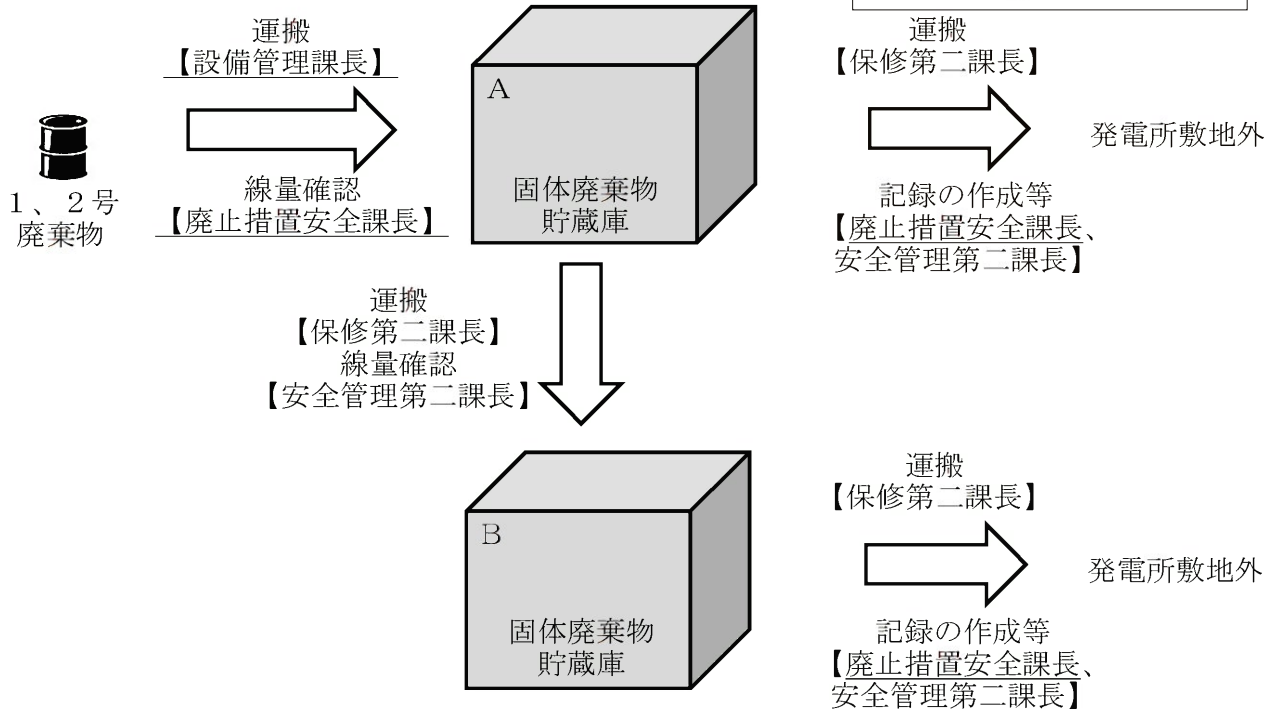 運搬
【設備管理課長】
線量確認
【廃止措置安全課長】
1、2号
廃棄物
A
固体廃棄物
貯蔵庫
運搬
【保修第二課長】
発電所敷地外
記録の作成等
【廃止措置安全課長、
安全管理第二課長】
運搬
【保修第二課長】
線量確認
【安全管理第二課長】
B
固体廃棄物
貯蔵庫
運搬
【保修第二課長】
発電所敷地外
記録の作成等
【廃止措置安全課長、
安全管理第二課長】